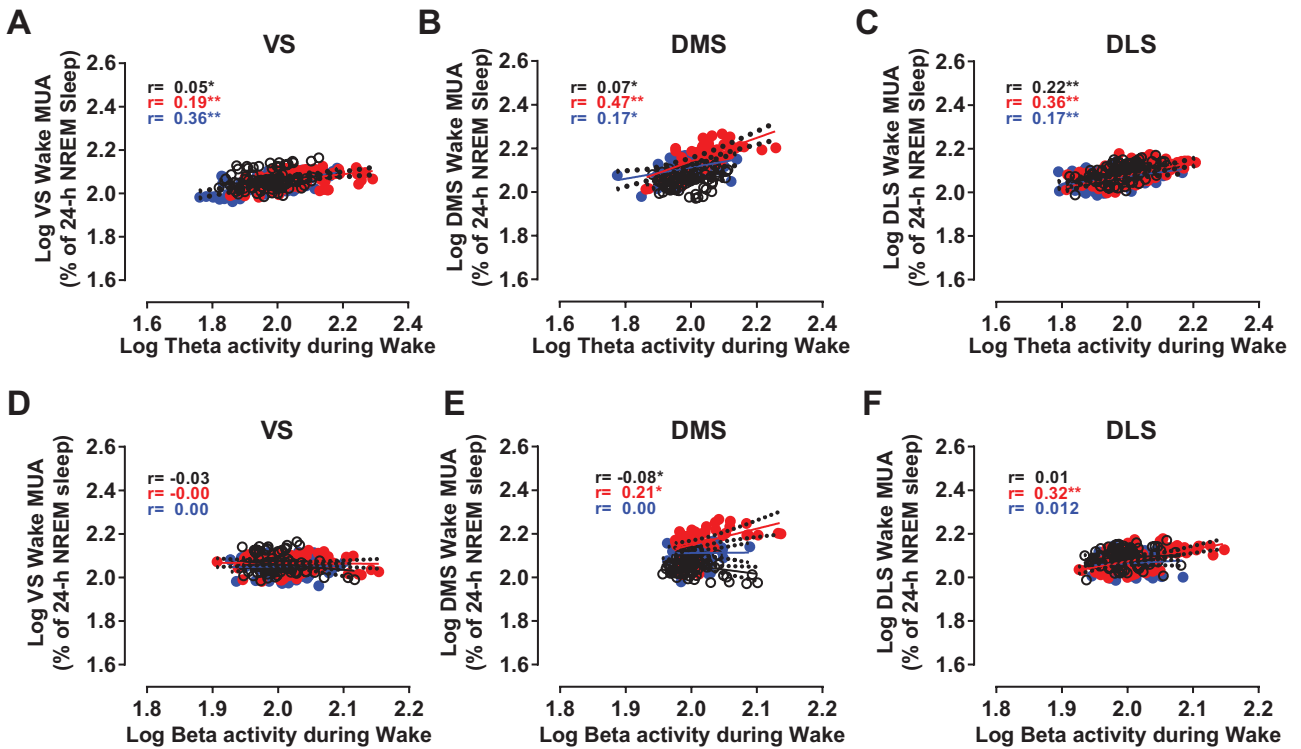 A
VS
Log VS Wake MUA
(% of 24-h NREM Sleep)
2.6
2.4
2.2
2.0
1.8
1.6
r= 0.05*
r= 0.19**
r= 0.36**
1.6 1.8 2.0 2.2 2.4
Log Theta activity during Wake
B
DMS
Log DMS Wake MUA
(% of 24-h NREM Sleep)
2.6
2.4
2.2
2.0
1.8
1.6
r= 0.07*
r= 0.47**
r= 0.17*
1.6 1.8 2.0 2.2 2.4
Log Theta activity during Wake
C
DLS
Log DLS Wake MUA
(% of 24-h NREM Sleep)
2.6
2.4
2.2
2.0
1.8
1.6
r= 0.22**
r= 0.36**
r= 0.17**
1.6 1.8 2.0 2.2 2.4
Log Theta activity during Wake
D
VS
Log VS Wake MUA
(% of 24-h NREM sleep)
2.6
2.4
2.2
2.0
1.8
1.6
r= -0.03
r= -0.00
r= 0.00
1.8 1.9 2.0 2.1 2.2
Log Beta activity during Wake
E
DMS
Log DMS Wake MUA
(% of 24-h NREM sleep)
2.6
2.4
2.2
2.0
1.8
1.6
r= -0.08*
r= 0.21*
r= 0.00
1.8 1.9 2.0 2.1 2.2
Log Beta activity during Wake
F
DLS
Log DLS Wake MUA
(% of 24-h NREM sleep)
2.6
2.4
2.2
2.0
1.8
1.6
r= 0.01
r= 0.32**
r= 0.012
1.8 1.9 2.0 2.1 2.2
Log Beta activity during Wake